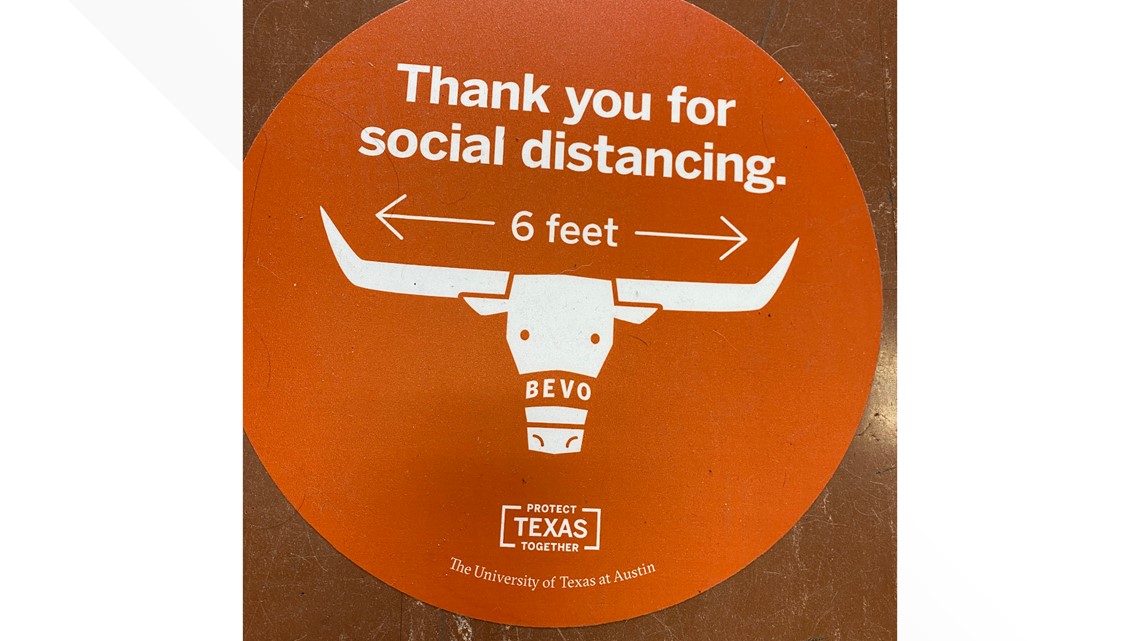 Thank you for
social distancing.
6 feet
BEVO
PROTECT
TEXAS
TOGETHER
The University of Texas at Austin